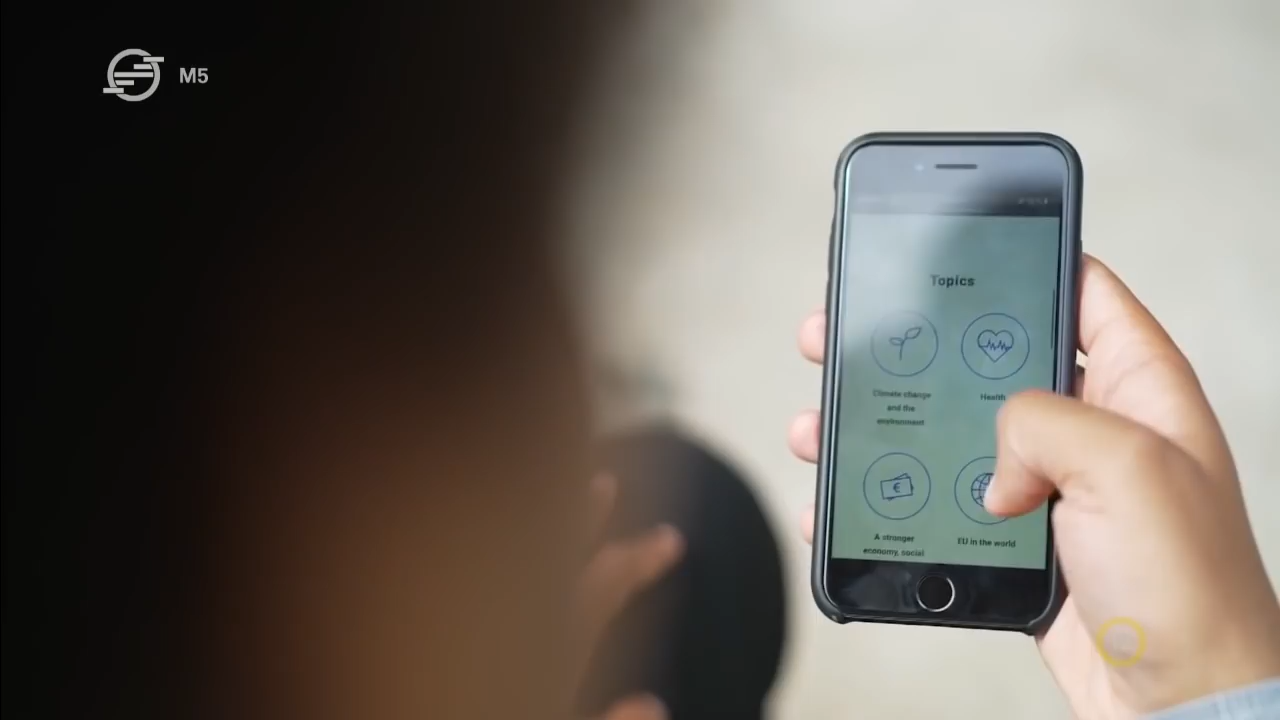 M5
Topics
Climate change
and the
environment
Health
A stronger
economy, social
EU in the world